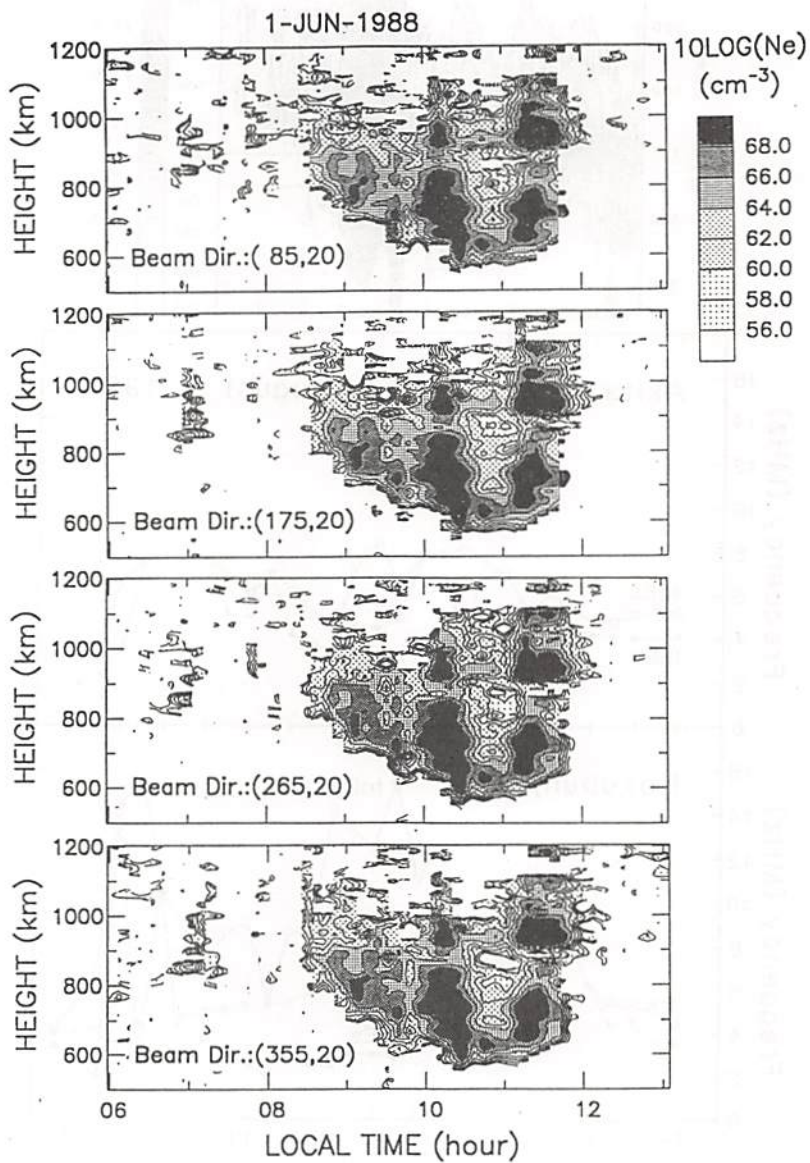 1-JUN-1988
10LOG(Ne)
(cm⁻³)
68.0
66.0
64.0
62.0
60.0
58.0
56.0
HEIGHT (km)
1200
1000
800
600
Beam Dir.:( 85,20)
HEIGHT (km)
1200
1000
800
600
Beam Dir.:(175,20)
HEIGHT (km)
1200
1000
800
600
Beam Dir.:(265,20)
HEIGHT (km)
1200
1000
800
600
Beam Dir.:(355,20)
06
08
10
12
LOCAL TIME (hour)